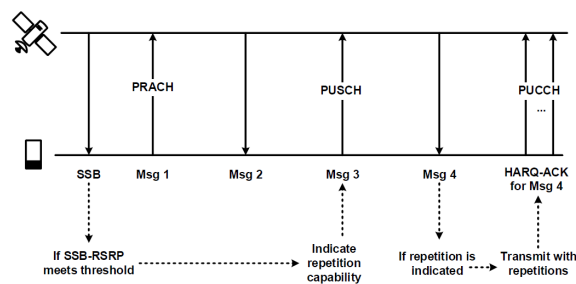 PRACH
PUSCH
PUCCH
...
SSB
Msg 1
Msg 2
Msg 3
Msg 4
HARQ-ACK
for Msg 4
If SSB-RSRP
meets threshold
Indicate
repetition
capability
If repetition is
indicated
Transmit with
repetitions